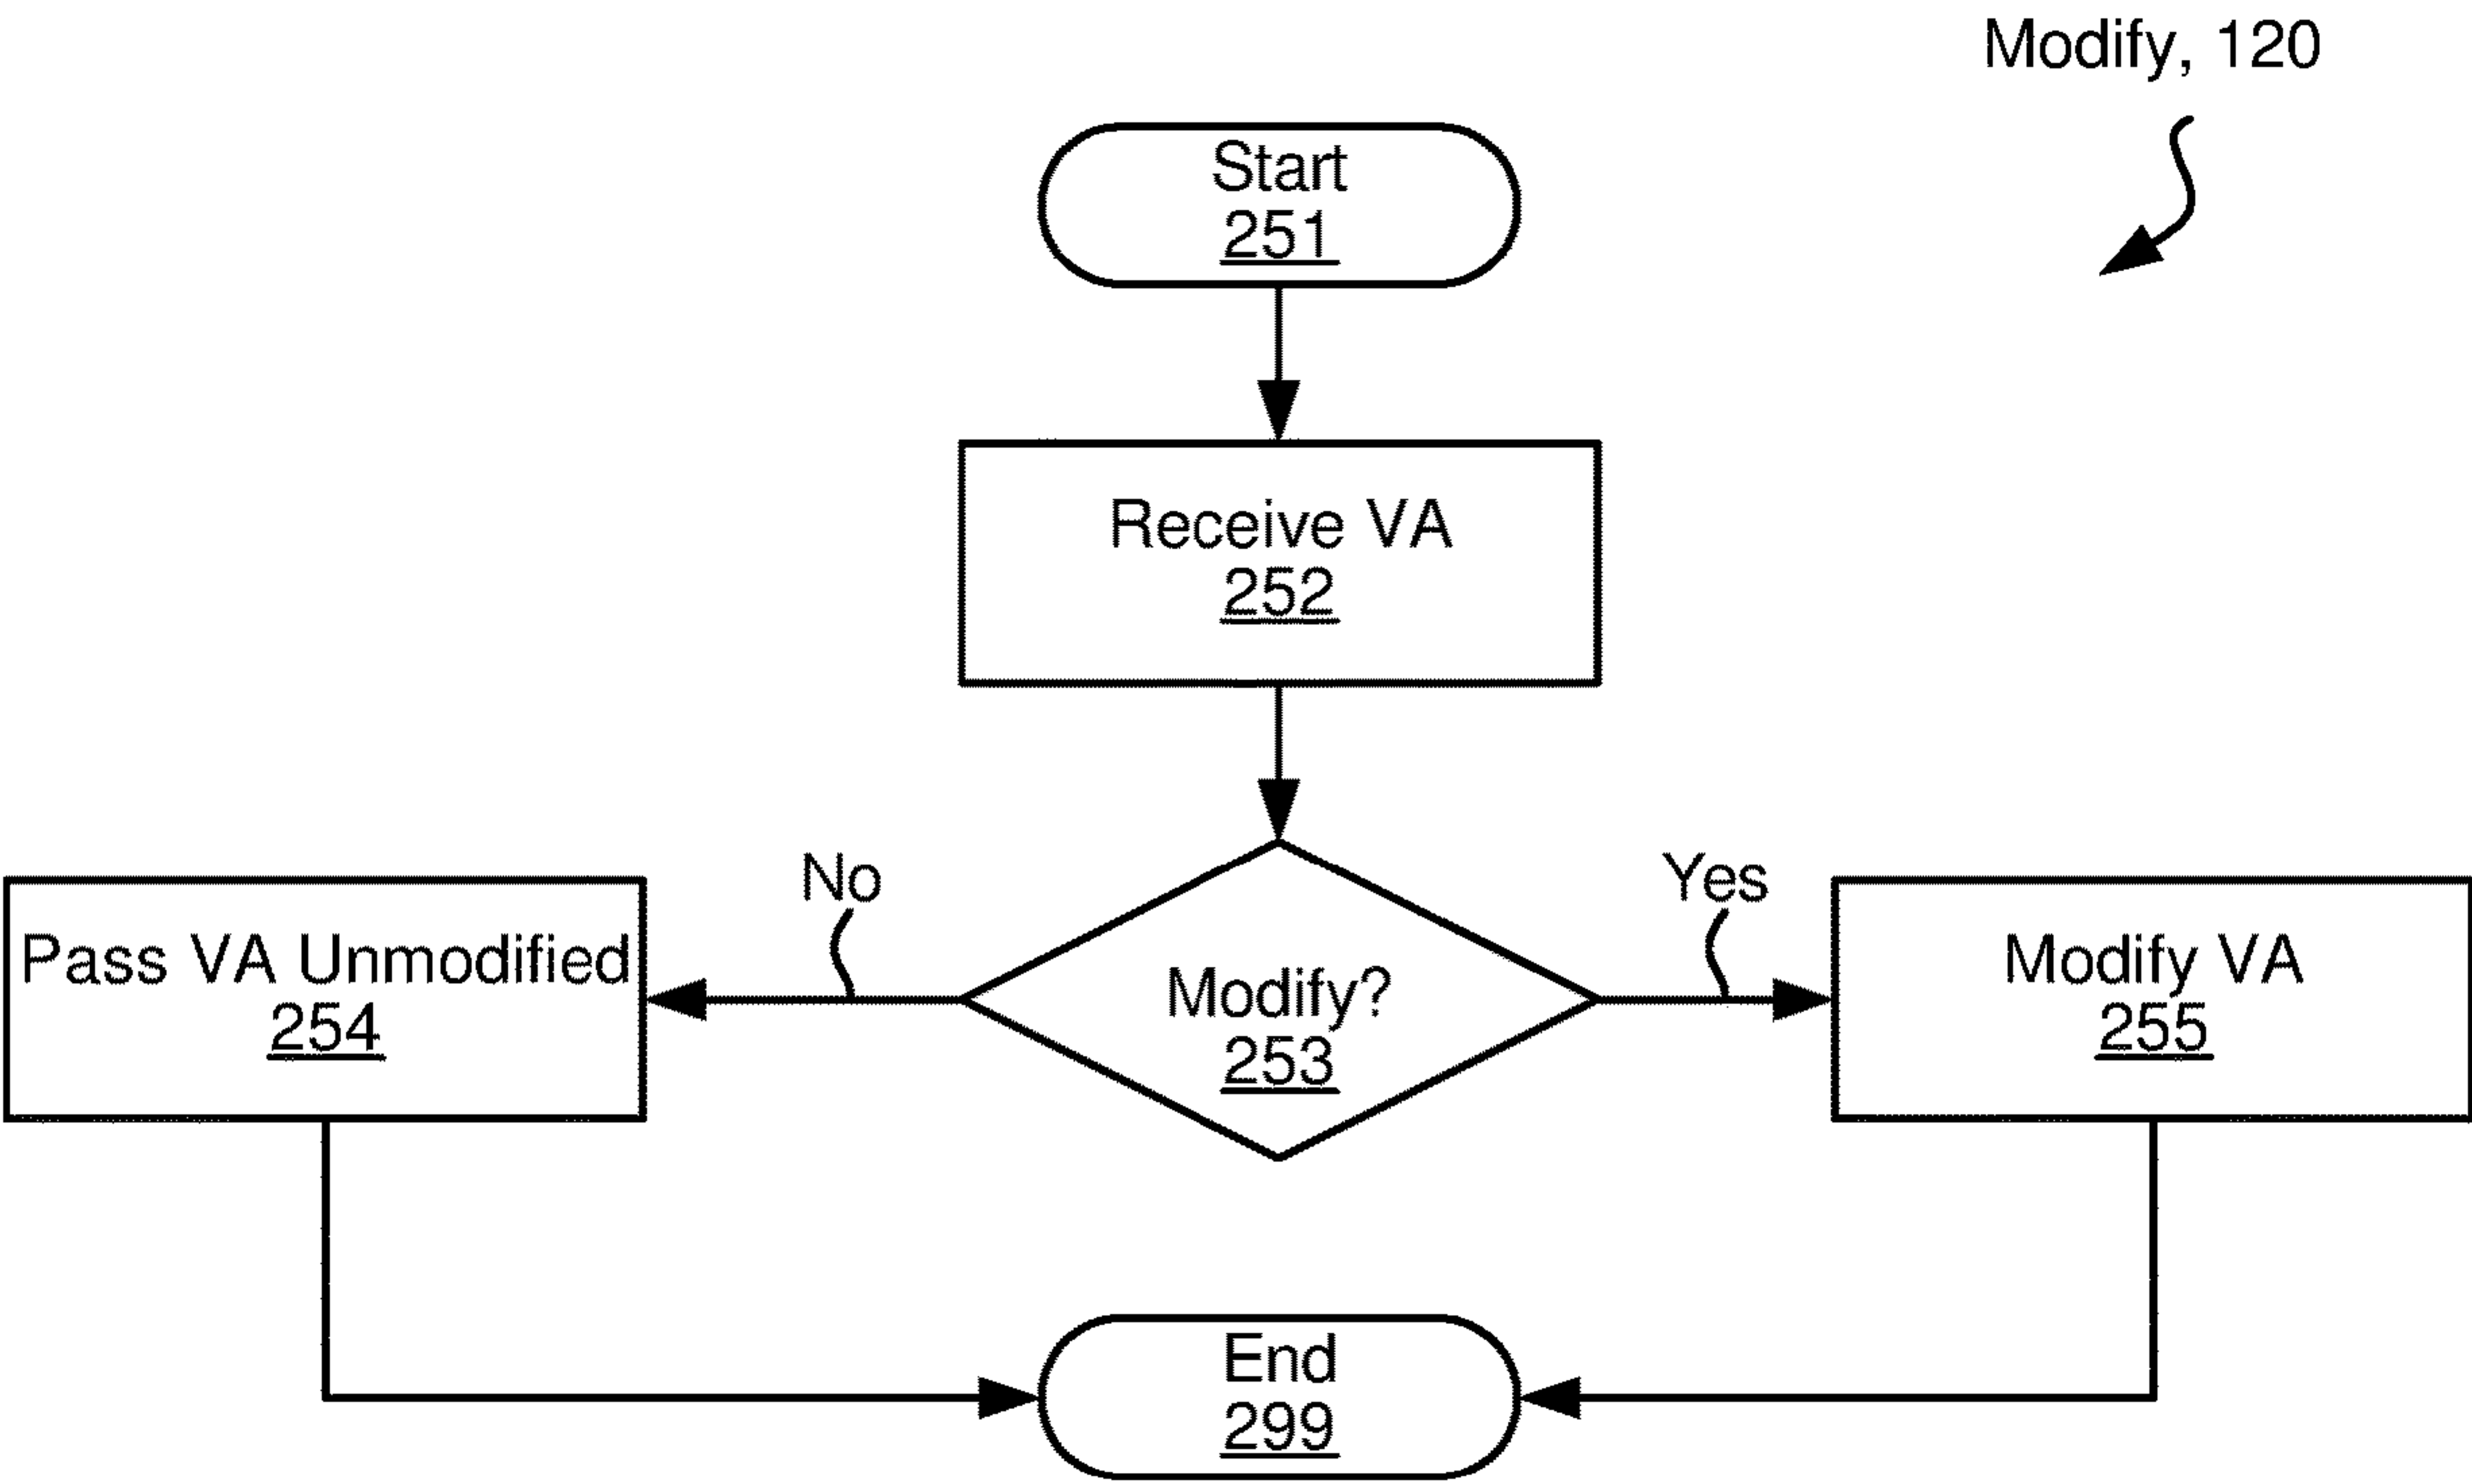 Modify, 120
Start
251
Receive VA
252
No
Yes
Pass VA Unmodified
254
Modify?
253
Modify VA
255
End
299